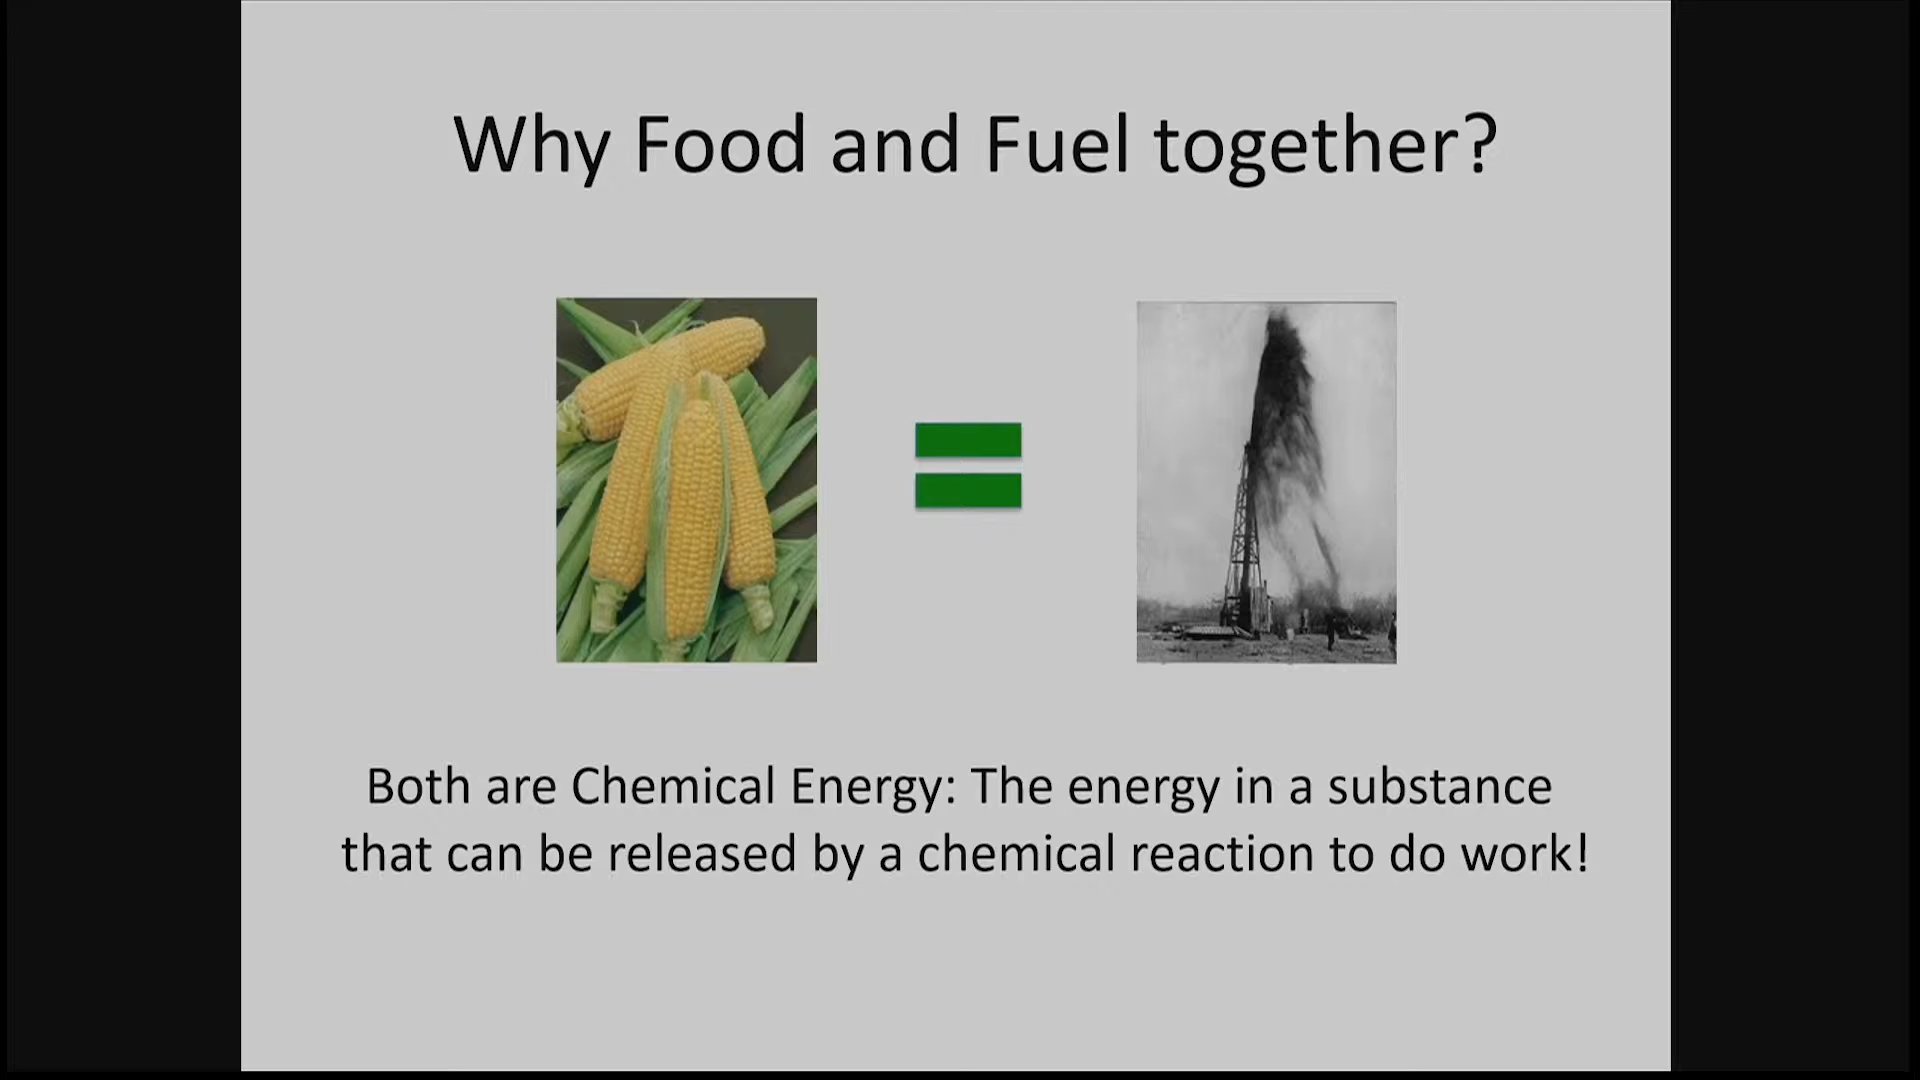 Why Food and Fuel together?
Both are Chemical Energy: The energy in a substance
that can be released by a chemical reaction to do work!